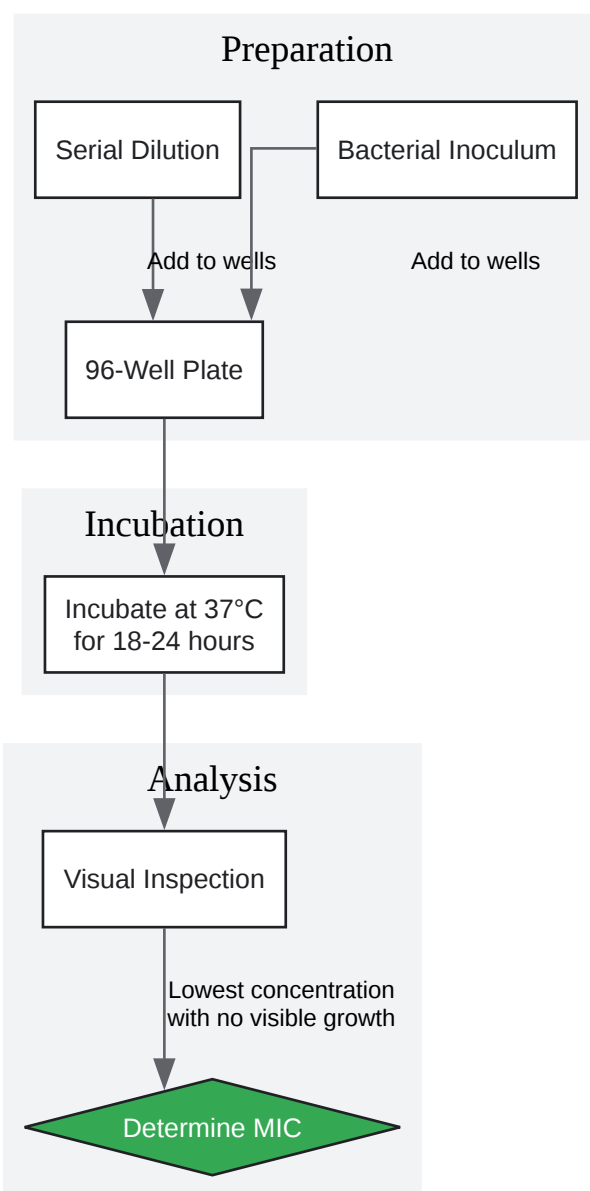 Preparation
Serial Dilution
Bacterial Inoculum
Add to wells
Add to wells
96-Well Plate
Incubation
Incubate at 37°C
for 18-24 hours
Analysis
Visual Inspection
Lowest concentration
with no visible growth
Determine MIC